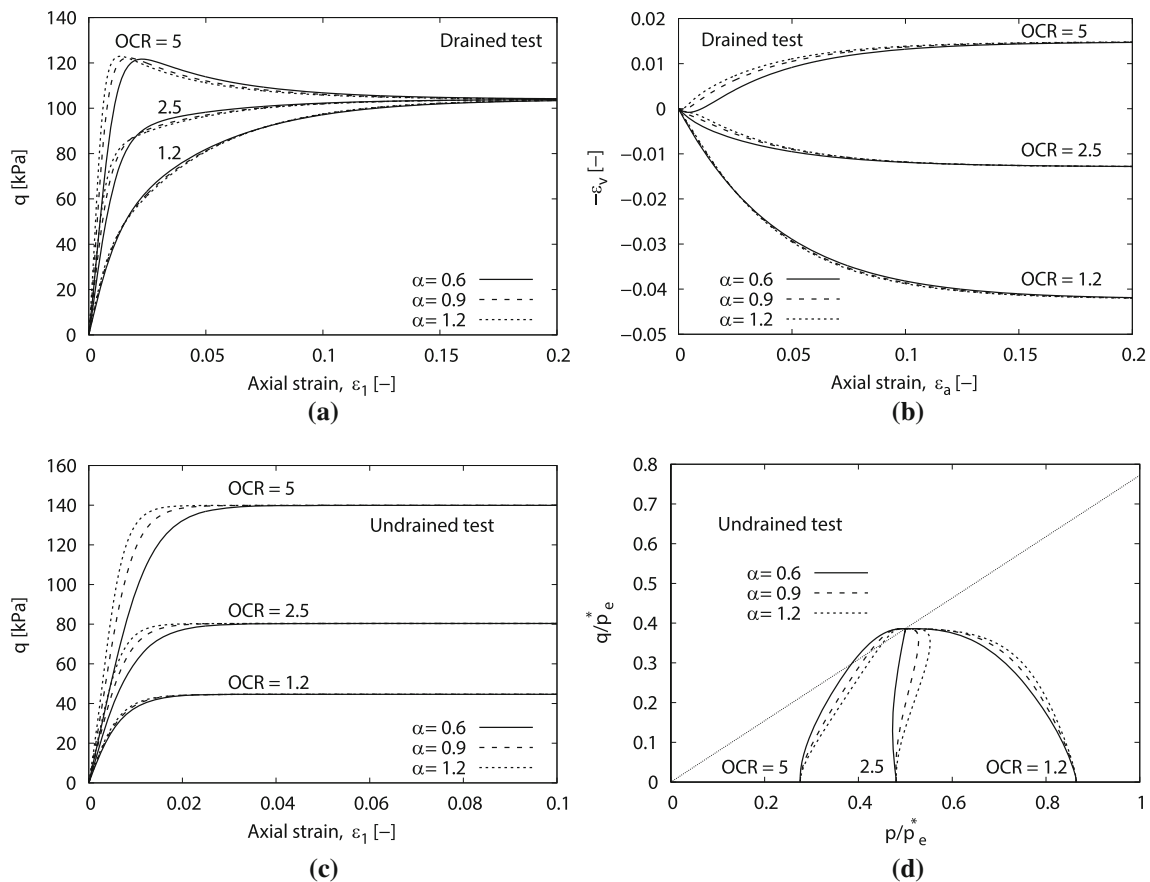 140
120
100
80
60
40
20
0
q [kPa]
OCR = 5
Drained test
2.5
1.2
α= 0.6
α= 0.9
α= 1.2
0 0.05 0.1 0.15 0.2
Axial strain, ε1 [−]
(a)
0.02
0.01
0
−0.01
−0.02
−0.03
−0.04
−0.05
−εv [−]
Drained test
OCR = 5
OCR = 2.5
OCR = 1.2
α= 0.6
α= 0.9
α= 1.2
0 0.05 0.1 0.15 0.2
Axial strain, εa [−]
(b)
160
140
120
100
80
60
40
20
0
q [kPa]
OCR = 5
Undrained test
OCR = 2.5
OCR = 1.2
α= 0.6
α= 0.9
α= 1.2
0 0.02 0.04 0.06 0.08 0.1
Axial strain, ε1 [−]
(c)
0.8
0.7
0.6
0.5
0.4
0.3
0.2
0.1
0
q/p*e
Undrained test
α= 0.6
α= 0.9
α= 1.2
OCR = 5
2.5
OCR = 1.2
0 0.2 0.4 0.6 0.8 1
p/p*e
(d)